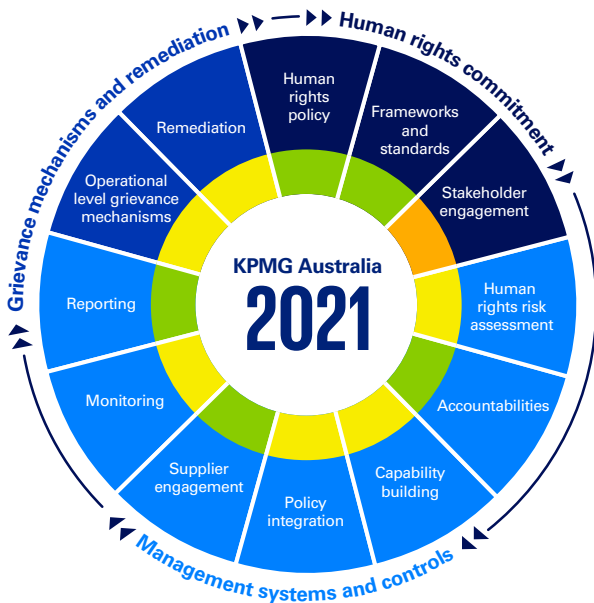 Human rights commitment
Human
rights
policy
Frameworks
and
standards
Stakeholder
engagement
Human
rights risk
assessment
Accountabilities
Capability
building
Policy
integration
Supplier
engagement
Monitoring
Reporting
Management systems and controls
Operational
level grievance
mechanisms
Remediation
Grievance mechanisms and remediation
KPMG Australia
2021